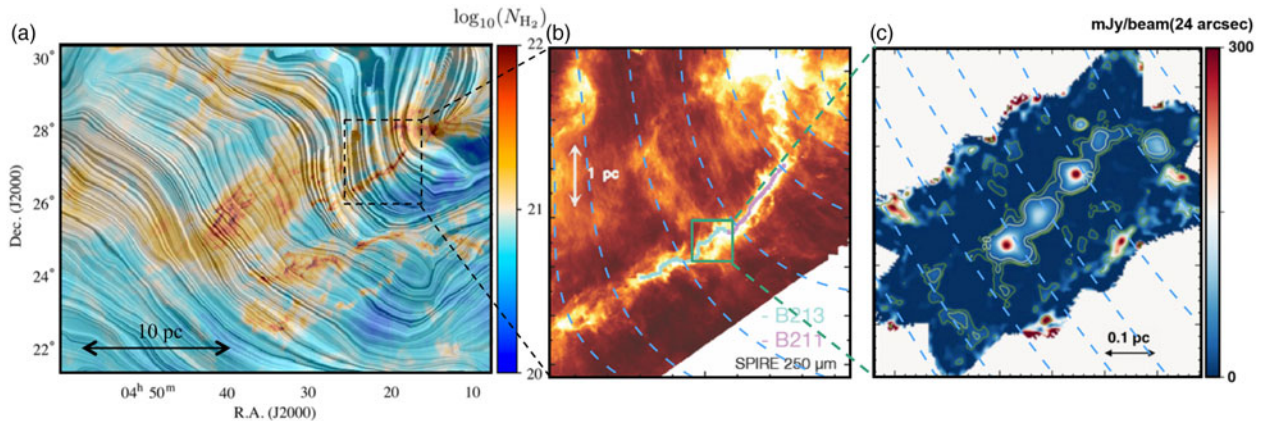 (a)
log₁₀(N_H₂)
30°
28°
26°
24°
22°
Dec. (J2000)
10 pc
04ʰ 50ᵐ 40 30 20 10
R.A. (J2000)
22
21
20
(b)
1 pc
- B213
- B211
SPIRE 250 µm
(c)
mJy/beam(24 arcsec)
300
0.1 pc
0